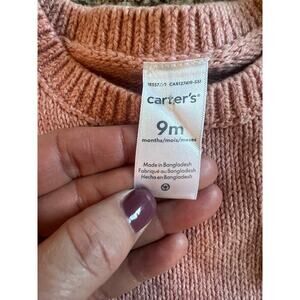 carter's®
9m
months/mois/meses
Made in Bangladesh
Fabriqué au Bangladesh
Hecho en Bangladesh